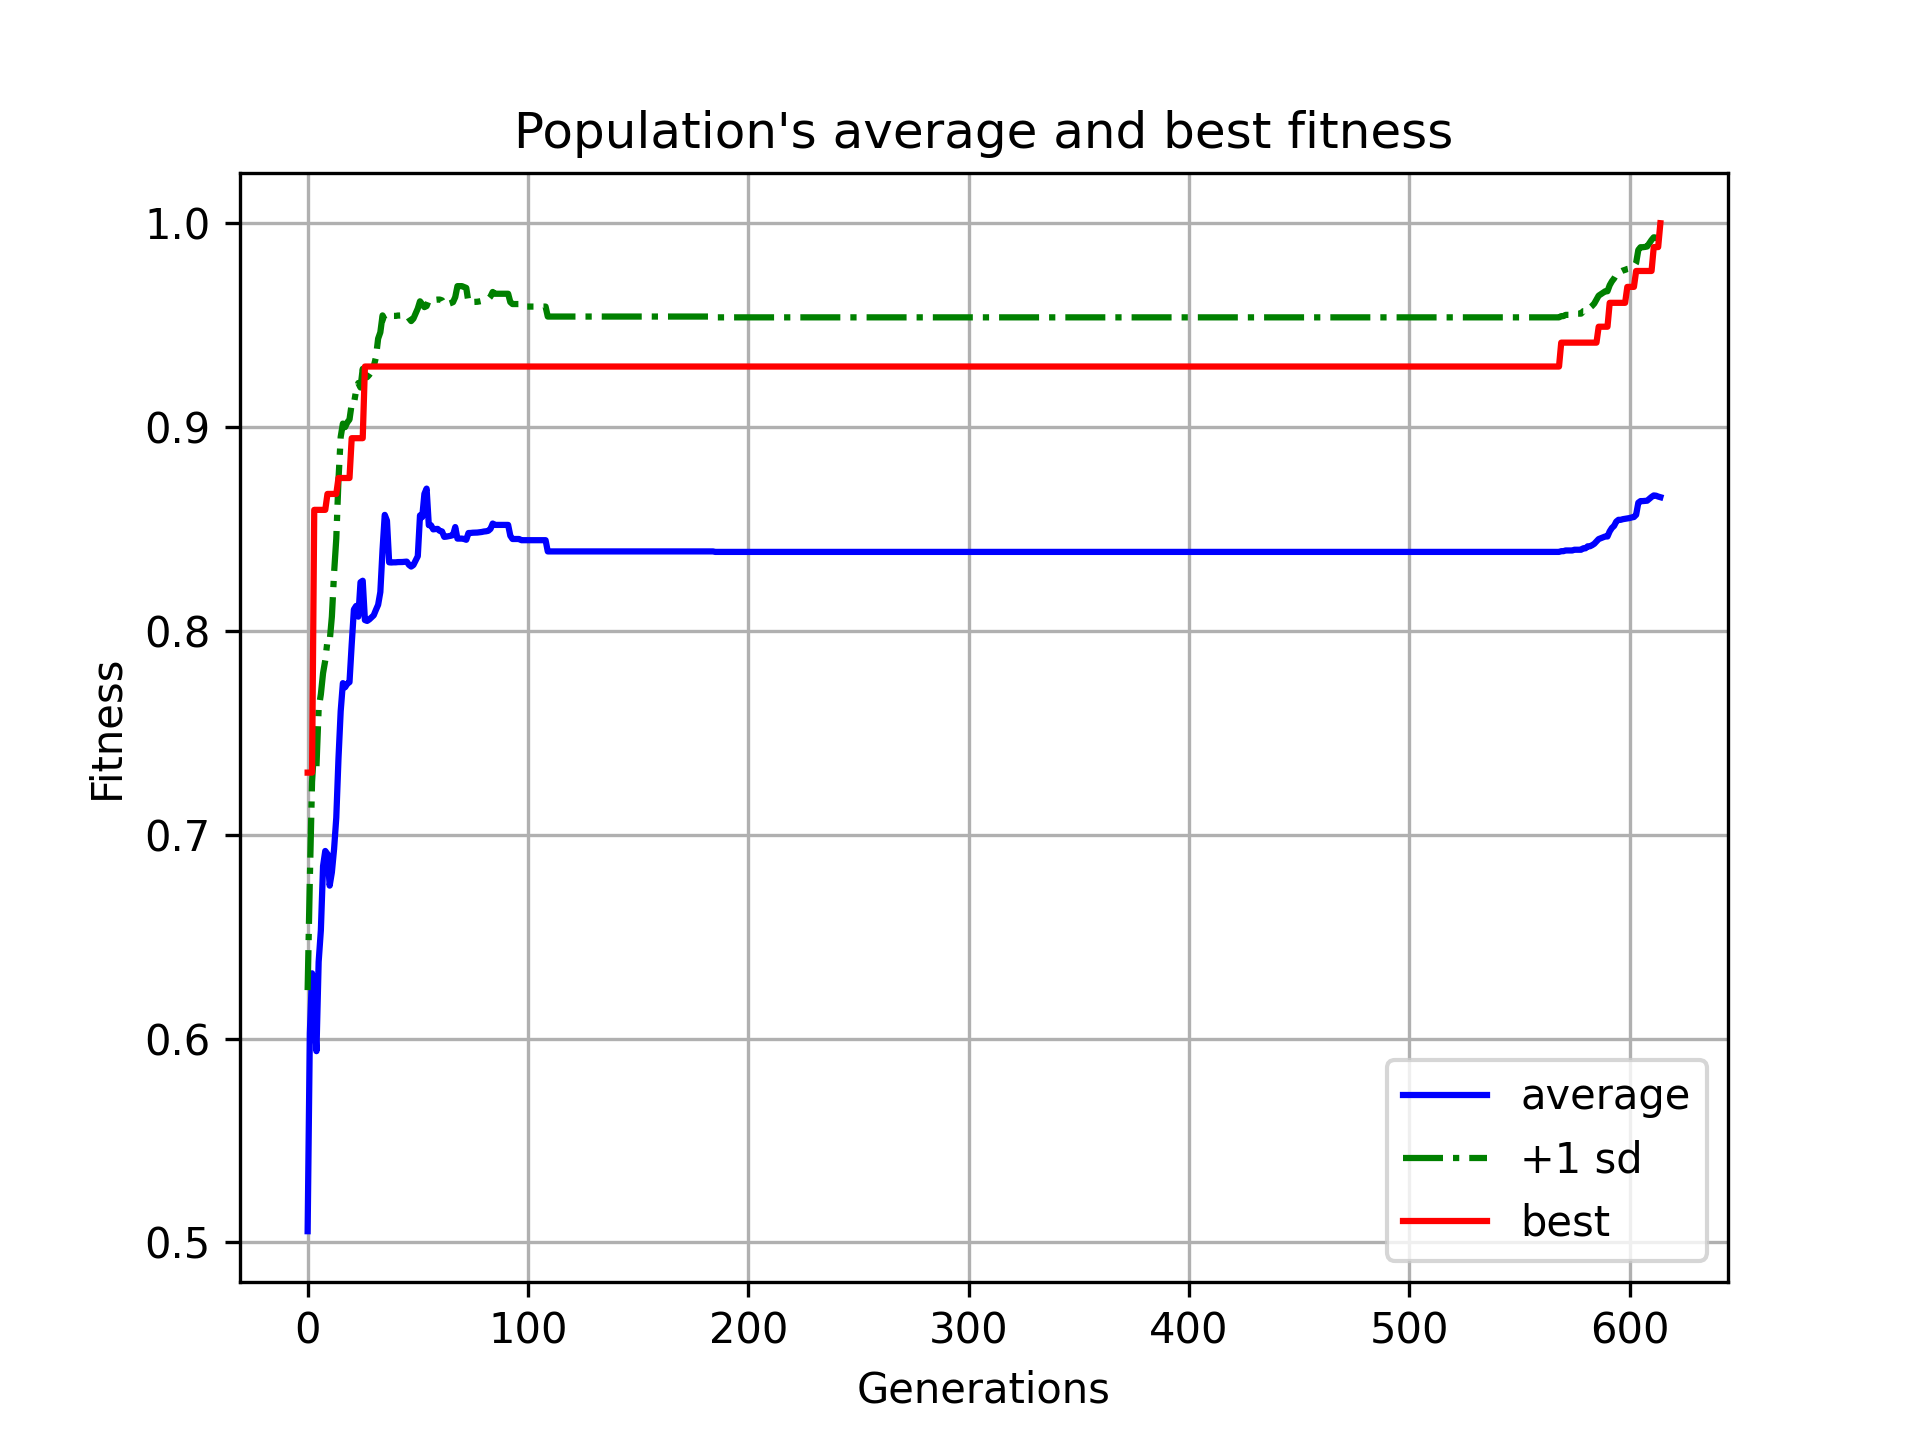 Population's average and best fitness
1.0
0.9
0.8
0.7
0.6
0.5
Fitness
average
+1 sd
best
0 100 200 300 400 500 600
Generations